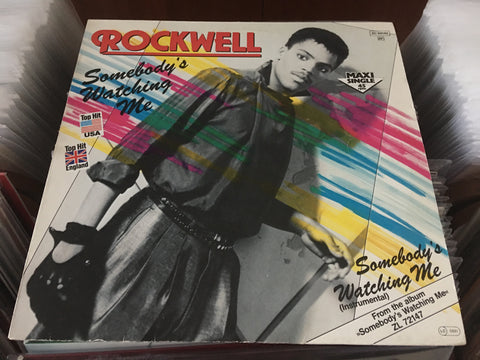 ROCKWELL
Somebody's
Watching
Me
MAXI
SINGLE
45
Top Hit
USA
Top Hit
England
Somebody's
Watching Me
(Instrumental)
From the album
»Somebody's Watching Me«
ZL 72147